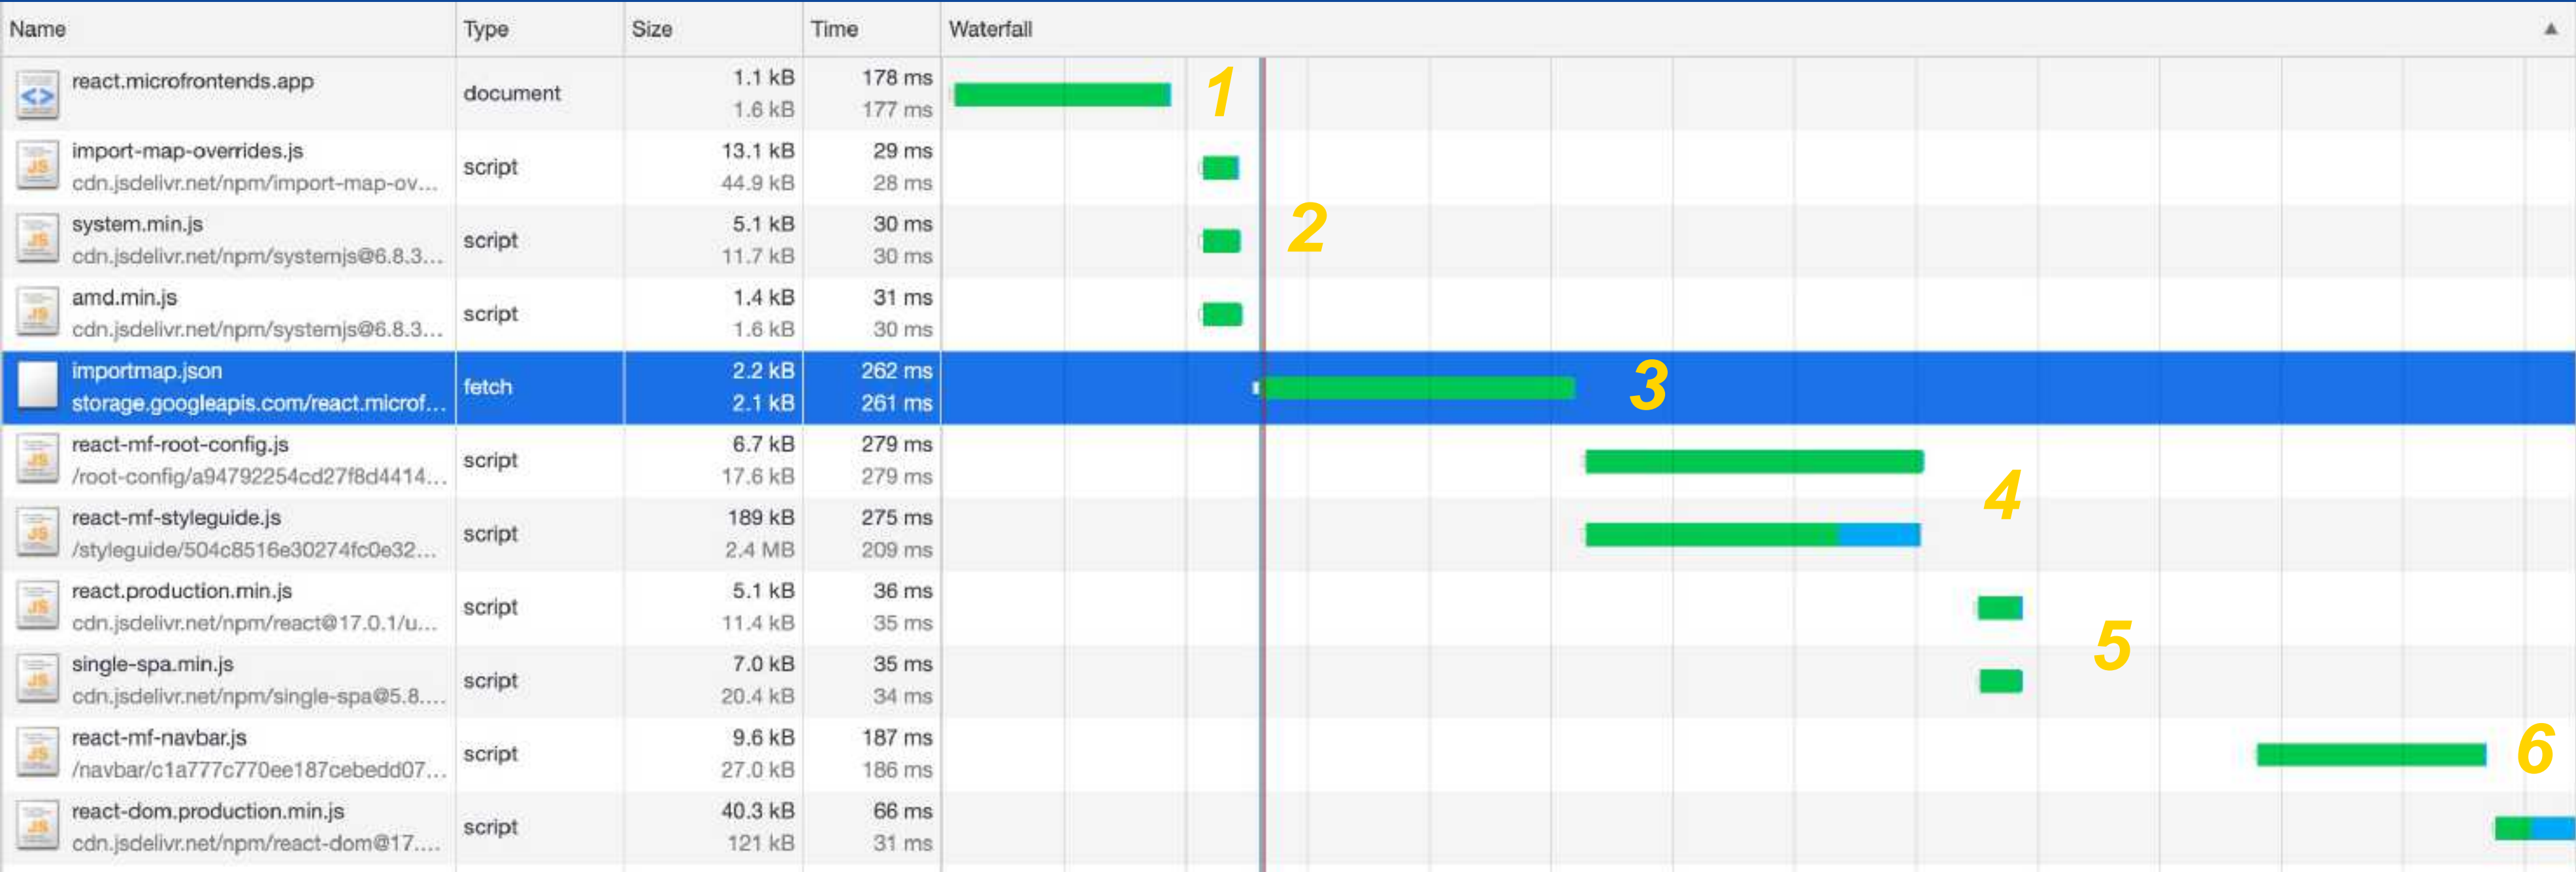 Name Type Size Time Waterfall
react.microfrontends.app document 1.1 kB 178 ms 1
1.6 kB 177 ms
import-map-overrides.js script 13.1 kB 29 ms
cdn.jsdelivr.net/npm/import-map-ov... 44.9 kB 28 ms
system.min.js script 5.1 kB 30 ms 2
cdn.jsdelivr.net/npm/systemjs@6.8.3... 11.7 kB 30 ms
amd.min.js script 1.4 kB 31 ms
cdn.jsdelivr.net/npm/systemjs@6.8.3... 1.6 kB 30 ms
importmap.json fetch 2.2 kB 262 ms 3
storage.googleapis.com/react.microf... 2.1 kB 261 ms
react-mf-root-config.js script 6.7 kB 279 ms
/root-config/a94792254cd27f8d4414... 17.6 kB 279 ms 4
react-mf-styleguide.js script 189 kB 275 ms
/styleguide/504c8516e30274fc0e32... 2.4 MB 209 ms
react.production.min.js script 5.1 kB 36 ms
cdn.jsdelivr.net/npm/react@17.0.1/u... 11.4 kB 35 ms 5
single-spa.min.js script 7.0 kB 35 ms
cdn.jsdelivr.net/npm/single-spa@5.8.... 20.4 kB 34 ms
react-mf-navbar.js script 9.6 kB 187 ms 6
/navbar/c1a777c770ee187cebedd07... 27.0 kB 186 ms
react-dom.production.min.js script 40.3 kB 66 ms
cdn.jsdelivr.net/npm/react-dom@17.... 121 kB 31 ms